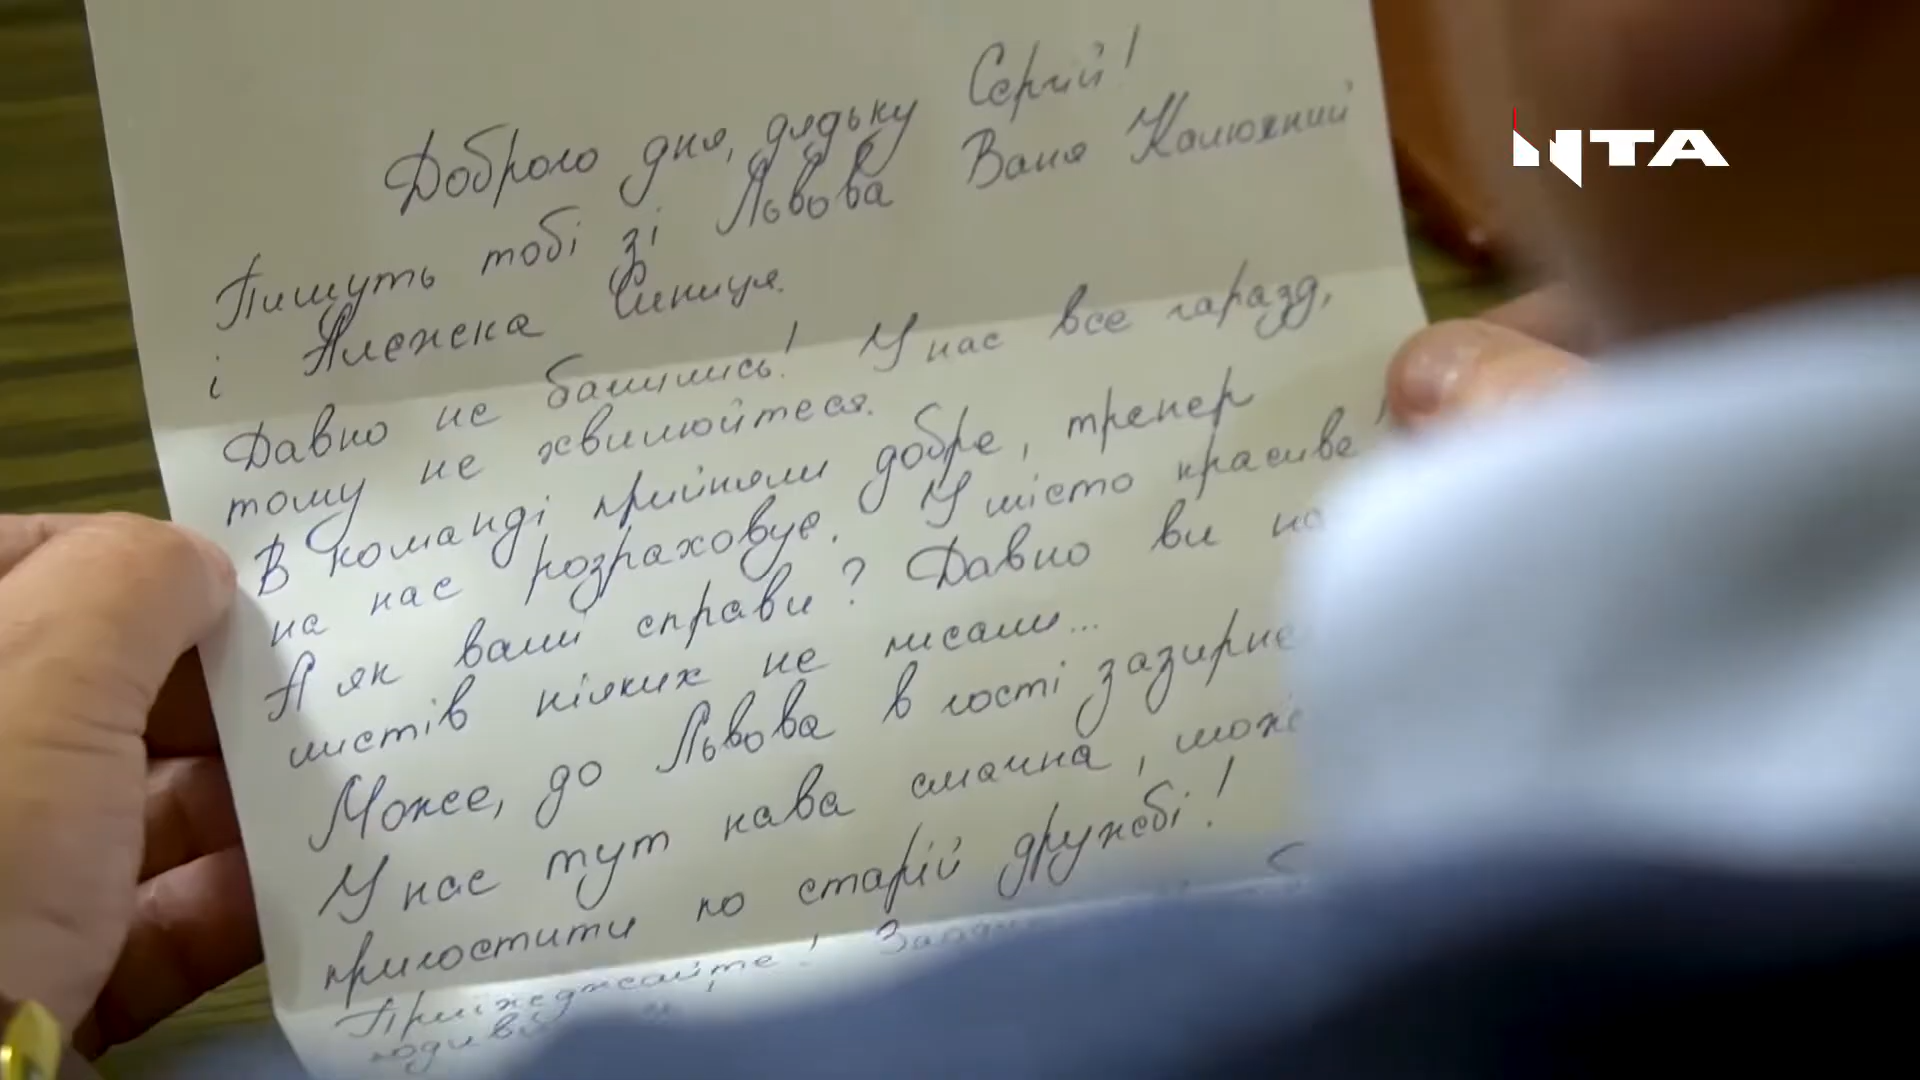 NTA
Доброго дня, дядьку Сергій!
Пишуть тобі зі Львова Ваня Калюжний
і Алєжека Синиця.
Давно не бачились! У нас все гаразд,
тому не хвилюйтеся.
В команді прийняли добре, тренер
на нас розраховує. У місто красиве!
А як ваші справи? Давно ви
листів ніяких не писали...
Може, до Львова в гості
У нас тут кава смачна,
пригостити по старій дружбі!
Приїжджайте!